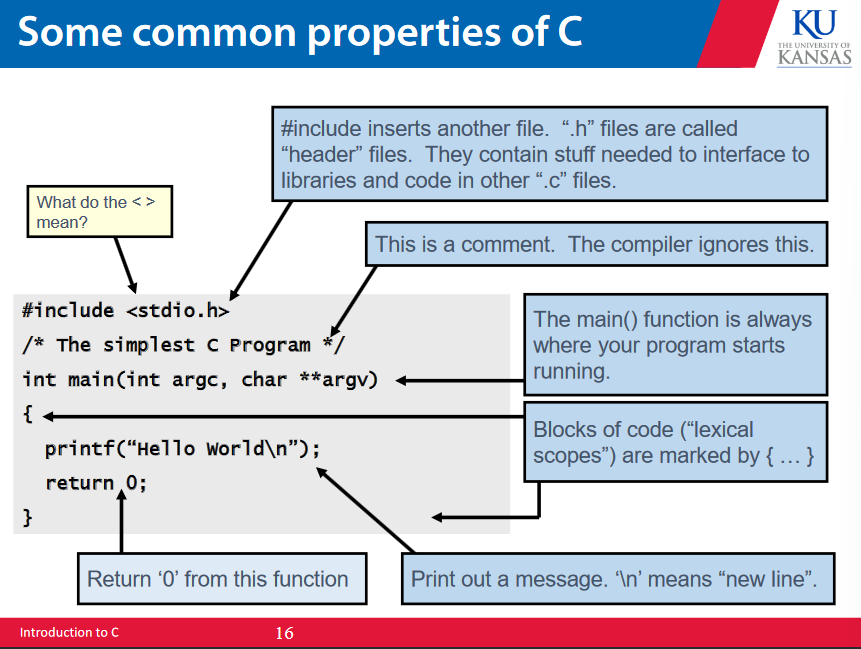 Some common properties of C
KU
THE UNIVERSITY OF
KANSAS
#include inserts another file.  “.h” files are called
“header” files.  They contain stuff needed to interface to
libraries and code in other “.c” files.
What do the < >
mean?
This is a comment.  The compiler ignores this.
#include <stdio.h>
/* The simplest C Program */
int main(int argc, char **argv)
{
  printf(“Hello World\n”);
  return 0;
}
The main() function is always
where your program starts
running.
Blocks of code (“lexical
scopes”) are marked by { … }
Return ‘0’ from this function
Print out a message. ‘\n’ means “new line”.
Introduction to C
16